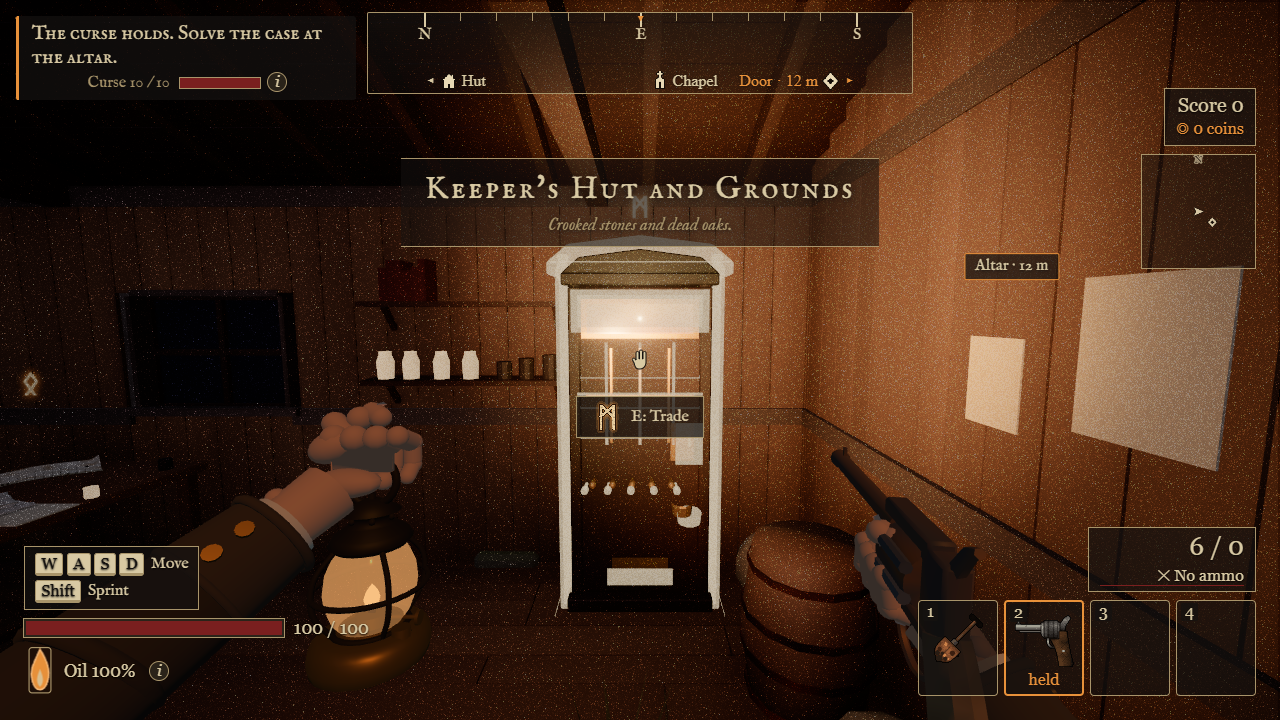 The curse holds. Solve the case at
the altar.
Curse 10/10
i
N
E
S
Hut
Chapel
Door · 12 m
Score 0
0 coins
N
Keeper's Hut and Grounds
Crooked stones and dead oaks.
Altar · 12 m
E: Trade
W A S D Move
Shift Sprint
100 / 100
Oil 100%
i
6 / 0
× No ammo
1
2
3
4
held